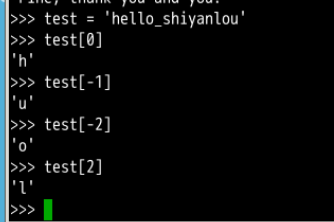 >>> test = 'hello_shiyanlou'
>>> test[0]
'h'
>>> test[-1]
'u'
>>> test[-2]
'o'
>>> test[2]
'l'
>>>